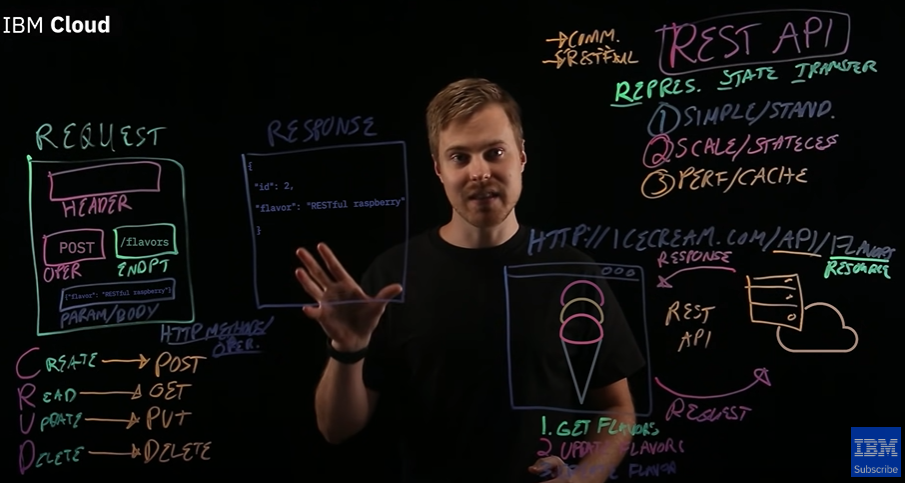 IBM Cloud
→ COMM.
→ RESTFUL
REST API
REPRES. STATE TRANSFER
① SIMPLE/STAND.
② SCALE/STATELESS
③ PERF/CACHE
REQUEST
HEADER
POST
OPER
/flavors
ENDPT
{"flavor": "RESTful raspberry"}
PARAM/BODY
HTTP METHODS/
OPER.
CREATE → POST
READ → GET
UPDATE → PUT
DELETE → DELETE
RESPONSE
{
"id": 2,
"flavor": "RESTful raspberry"
}
HTTP://ICECREAM.COM/API/FLAVORS
RESOURCE
RESPONSE
REST
API
REQUEST
1. GET FLAVORS
2 UPDATE FLAVORS
FLAVOR
IBM
Subscribe